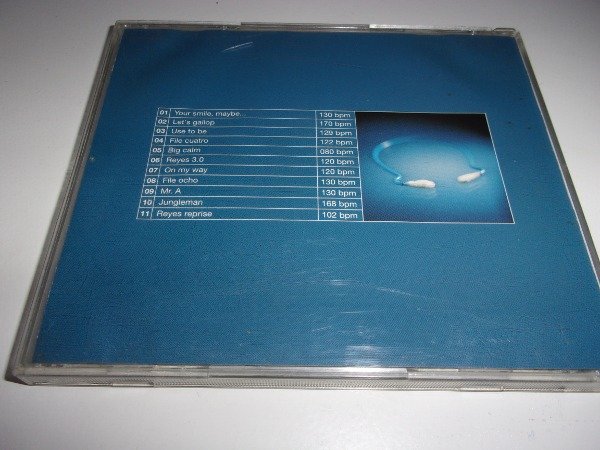 01 Your smile, maybe... 130 bpm
02 Let's gallop 170 bpm
03 Use to be 129 bpm
04 File cuatro 122 bpm
05 Big calm 080 bpm
06 Reyes 3.0 120 bpm
07 On my way 120 bpm
08 File ocho 130 bpm
09 Mr. A 130 bpm
10 Jungleman 168 bpm
11 Reyes reprise 102 bpm